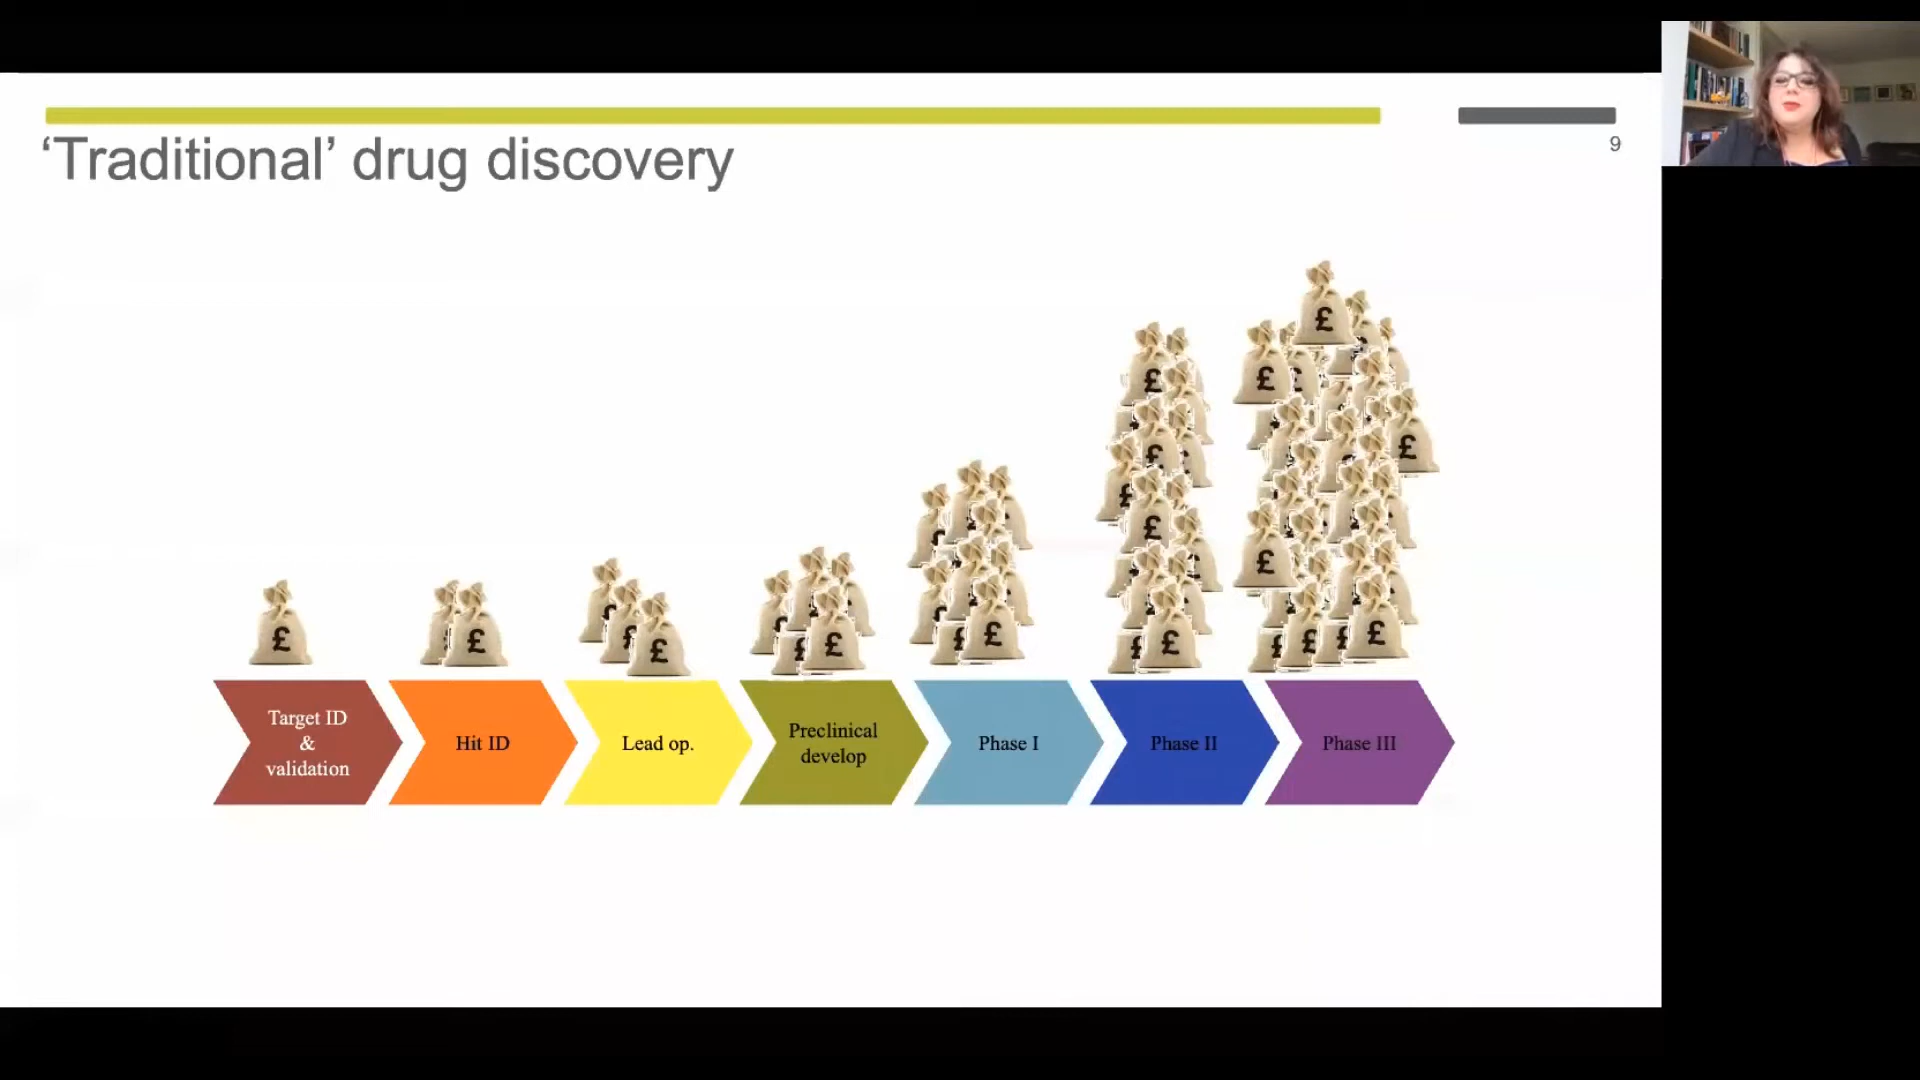 ‘Traditional’ drug discovery
9
£
£ £
£ £ £
£ £ £
£ £ £ £
£ £ £ £ £ £
£ £ £ £ £ £ £ £
Target ID
&
validation
Hit ID
Lead op.
Preclinical
develop
Phase I
Phase II
Phase III